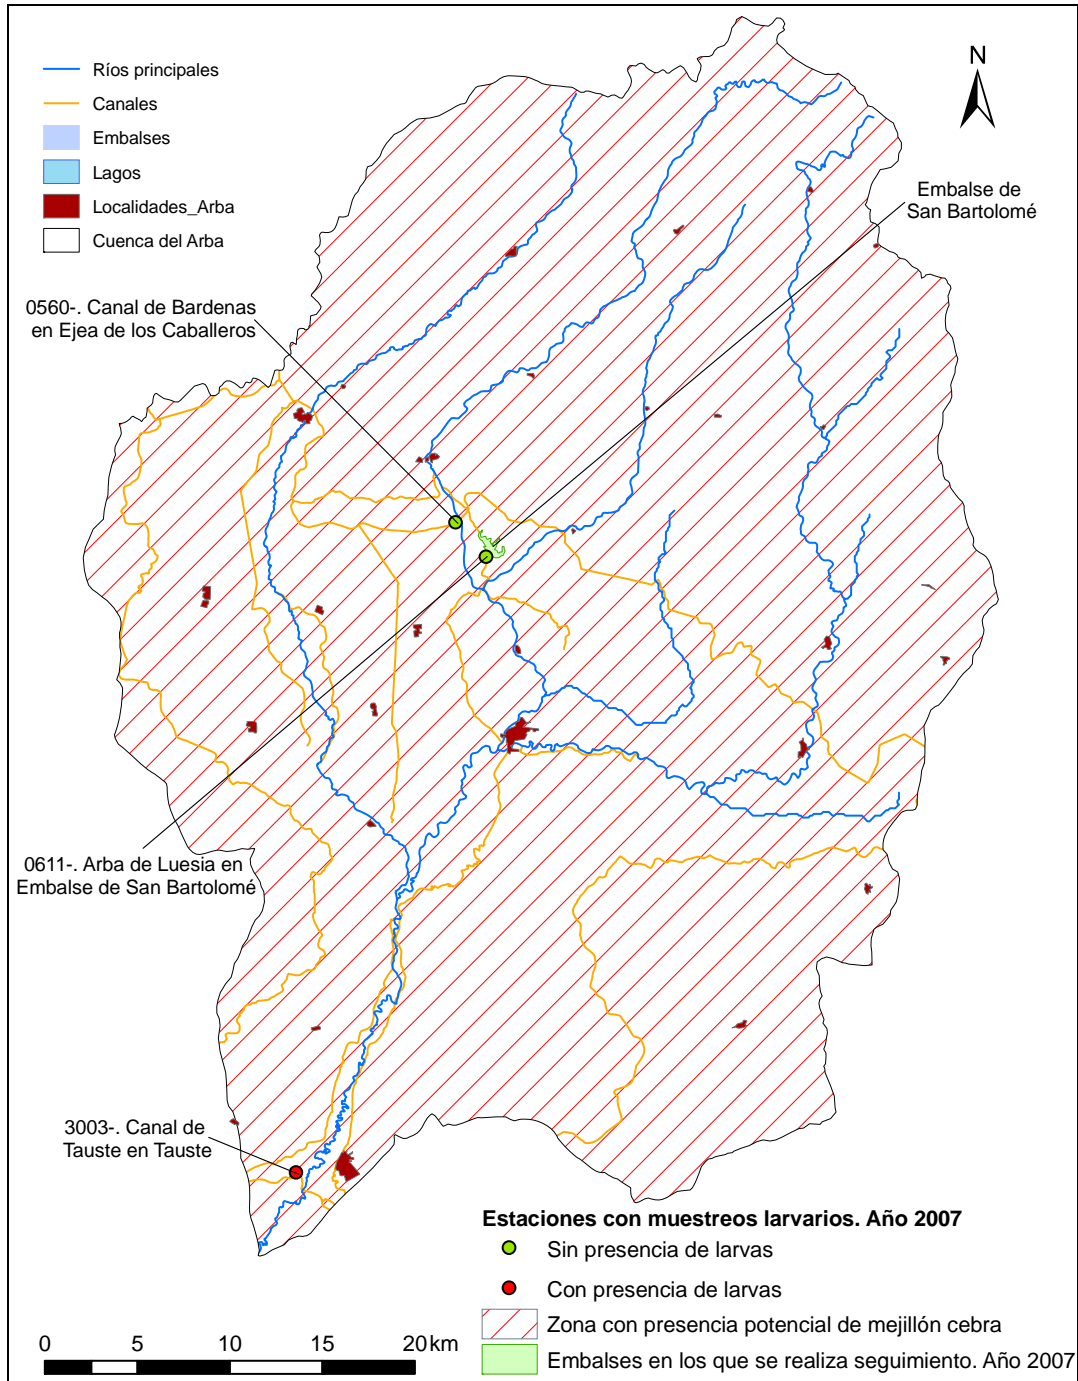 Ríos principales
Canales
Embalses
Lagos
Localidades_Arba
Cuenca del Arba
N
Embalse de
San Bartolomé
0560-. Canal de Bardenas
en Ejea de los Caballeros
0611-. Arba de Luesia en
Embalse de San Bartolomé
3003-. Canal de
Tauste en Tauste
Estaciones con muestreos larvarios. Año 2007
Sin presencia de larvas
Con presencia de larvas
Zona con presencia potencial de mejillón cebra
Embalses en los que se realiza seguimiento. Año 2007
0 5 10 15 20 km